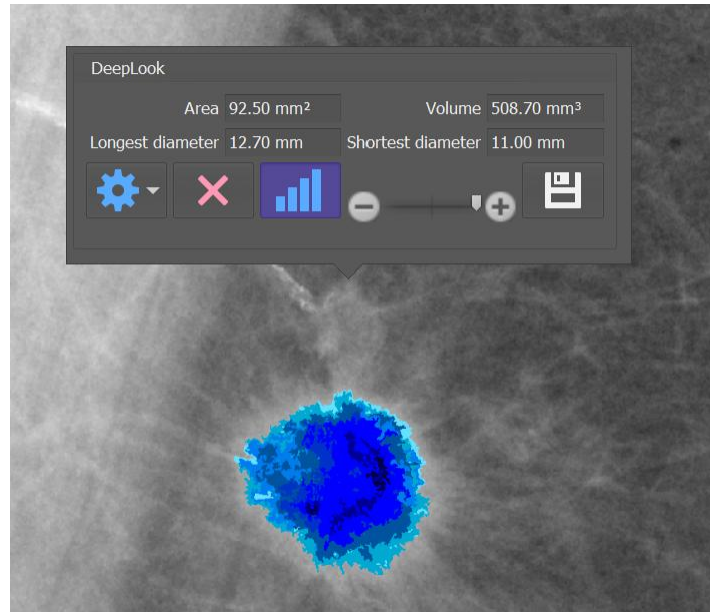 DeepLook
Area 92.50 mm² Volume 508.70 mm³
Longest diameter 12.70 mm Shortest diameter 11.00 mm